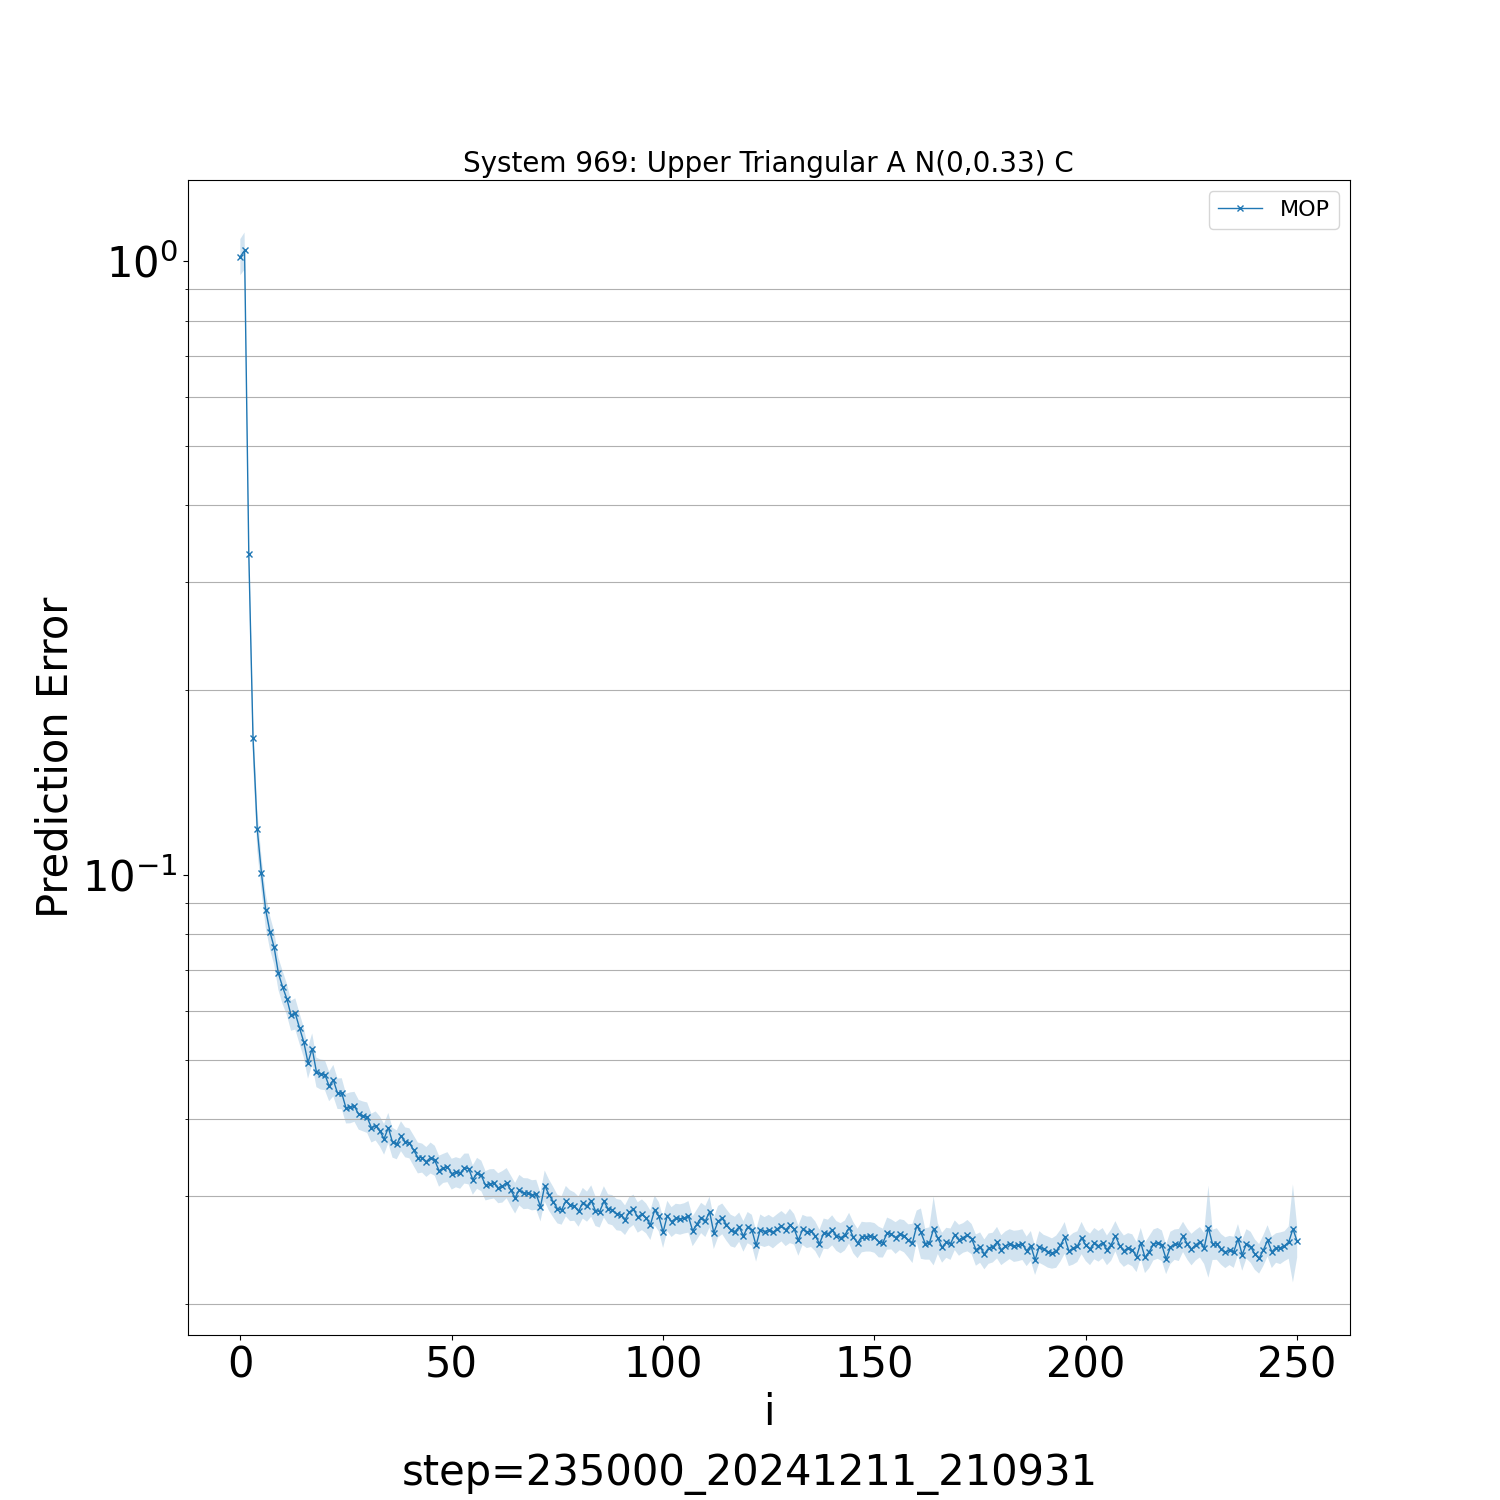 System 969: Upper Triangular A N(0,0.33) C
MOP
10⁰
10⁻¹
Prediction Error
0 50 100 150 200 250
i
step=235000_20241211_210931